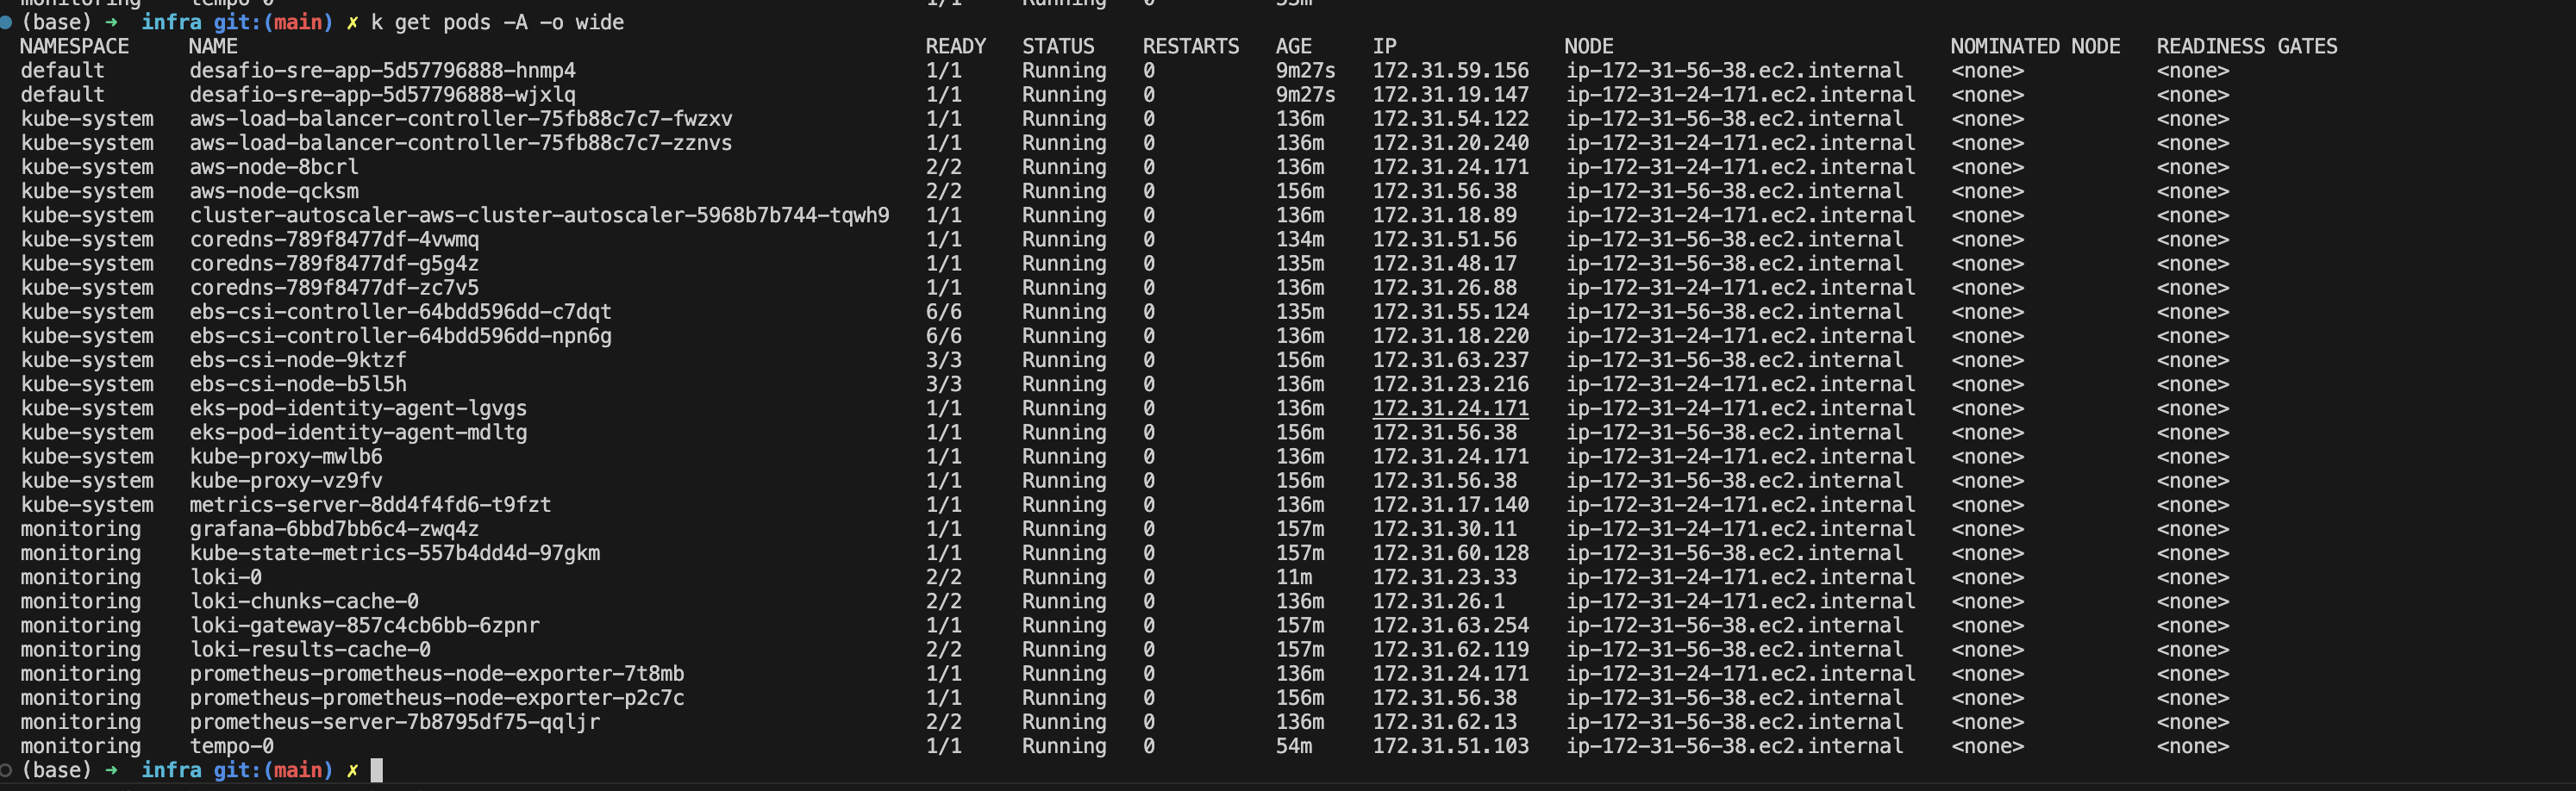 monitoring   tempo-0   1/1   Running   0   53m
(base) ➜  infra git:(main) ✗ k get pods -A -o wide
NAMESPACE     NAME                                                         READY   STATUS    RESTARTS   AGE     IP              NODE                            NOMINATED NODE   READINESS GATES
default       desafio-sre-app-5d57796888-hnmp4                             1/1     Running   0          9m27s   172.31.59.156   ip-172-31-56-38.ec2.internal    <none>           <none>
default       desafio-sre-app-5d57796888-wjxlq                             1/1     Running   0          9m27s   172.31.19.147   ip-172-31-24-171.ec2.internal   <none>           <none>
kube-system   aws-load-balancer-controller-75fb88c7c7-fwzxv                1/1     Running   0          136m    172.31.54.122   ip-172-31-56-38.ec2.internal    <none>           <none>
kube-system   aws-load-balancer-controller-75fb88c7c7-zznvs                1/1     Running   0          136m    172.31.20.240   ip-172-31-24-171.ec2.internal   <none>           <none>
kube-system   aws-node-8bcrl                                               2/2     Running   0          136m    172.31.24.171   ip-172-31-24-171.ec2.internal   <none>           <none>
kube-system   aws-node-qcksm                                               2/2     Running   0          156m    172.31.56.38    ip-172-31-56-38.ec2.internal    <none>           <none>
kube-system   cluster-autoscaler-aws-cluster-autoscaler-5968b7b744-tqwh9   1/1     Running   0          136m    172.31.18.89    ip-172-31-24-171.ec2.internal   <none>           <none>
kube-system   coredns-789f8477df-4vwmq                                     1/1     Running   0          134m    172.31.51.56    ip-172-31-56-38.ec2.internal    <none>           <none>
kube-system   coredns-789f8477df-g5g4z                                     1/1     Running   0          135m    172.31.48.17    ip-172-31-56-38.ec2.internal    <none>           <none>
kube-system   coredns-789f8477df-zc7v5                                     1/1     Running   0          136m    172.31.26.88    ip-172-31-24-171.ec2.internal   <none>           <none>
kube-system   ebs-csi-controller-64bdd596dd-c7dqt                          6/6     Running   0          135m    172.31.55.124   ip-172-31-56-38.ec2.internal    <none>           <none>
kube-system   ebs-csi-controller-64bdd596dd-npn6g                          6/6     Running   0          136m    172.31.18.220   ip-172-31-24-171.ec2.internal   <none>           <none>
kube-system   ebs-csi-node-9ktzf                                           3/3     Running   0          156m    172.31.63.237   ip-172-31-56-38.ec2.internal    <none>           <none>
kube-system   ebs-csi-node-b5l5h                                           3/3     Running   0          136m    172.31.23.216   ip-172-31-24-171.ec2.internal   <none>           <none>
kube-system   eks-pod-identity-agent-lgvgs                                 1/1     Running   0          136m    172.31.24.171   ip-172-31-24-171.ec2.internal   <none>           <none>
kube-system   eks-pod-identity-agent-mdltg                                 1/1     Running   0          156m    172.31.56.38    ip-172-31-56-38.ec2.internal    <none>           <none>
kube-system   kube-proxy-mwlb6                                             1/1     Running   0          136m    172.31.24.171   ip-172-31-24-171.ec2.internal   <none>           <none>
kube-system   kube-proxy-vz9fv                                             1/1     Running   0          156m    172.31.56.38    ip-172-31-56-38.ec2.internal    <none>           <none>
kube-system   metrics-server-8dd4f4fd6-t9fzt                               1/1     Running   0          136m    172.31.17.140   ip-172-31-24-171.ec2.internal   <none>           <none>
monitoring    grafana-6bbd7bb6c4-zwq4z                                     1/1     Running   0          157m    172.31.30.11    ip-172-31-24-171.ec2.internal   <none>           <none>
monitoring    kube-state-metrics-557b4dd4d-97gkm                           1/1     Running   0          157m    172.31.60.128   ip-172-31-56-38.ec2.internal    <none>           <none>
monitoring    loki-0                                                       2/2     Running   0          11m     172.31.23.33    ip-172-31-24-171.ec2.internal   <none>           <none>
monitoring    loki-chunks-cache-0                                          2/2     Running   0          136m    172.31.26.1     ip-172-31-24-171.ec2.internal   <none>           <none>
monitoring    loki-gateway-857c4cb6bb-6zpnr                                1/1     Running   0          157m    172.31.63.254   ip-172-31-56-38.ec2.internal    <none>           <none>
monitoring    loki-results-cache-0                                         2/2     Running   0          157m    172.31.62.119   ip-172-31-56-38.ec2.internal    <none>           <none>
monitoring    prometheus-prometheus-node-exporter-7t8mb                    1/1     Running   0          136m    172.31.24.171   ip-172-31-24-171.ec2.internal   <none>           <none>
monitoring    prometheus-prometheus-node-exporter-p2c7c                    1/1     Running   0          156m    172.31.56.38    ip-172-31-56-38.ec2.internal    <none>           <none>
monitoring    prometheus-server-7b8795df75-qqljr                           2/2     Running   0          136m    172.31.62.13    ip-172-31-56-38.ec2.internal    <none>           <none>
monitoring    tempo-0                                                      1/1     Running   0          54m     172.31.51.103   ip-172-31-56-38.ec2.internal    <none>           <none>
(base) ➜  infra git:(main) ✗